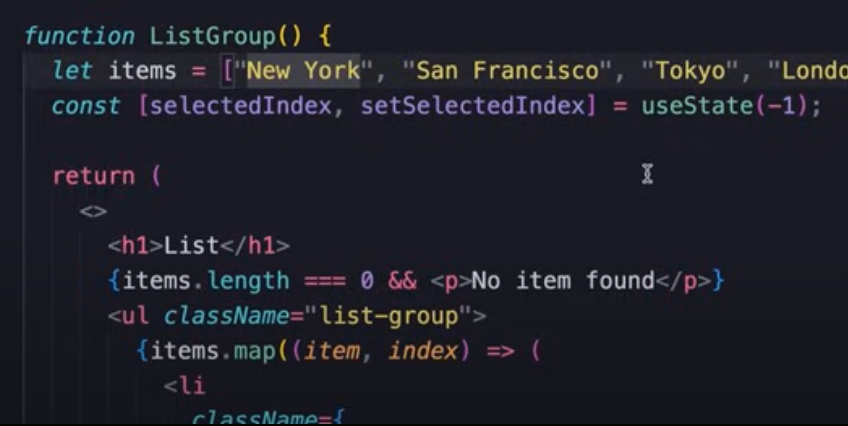 function ListGroup() {
let items = ["New York", "San Francisco", "Tokyo", "Londo
const [selectedIndex, setSelectedIndex] = useState(-1);
return (
<>
<h1>List</h1>
{items.length === 0 && <p>No item found</p>}
<ul className="list-group">
{items.map((item, index) => (
<li
className={